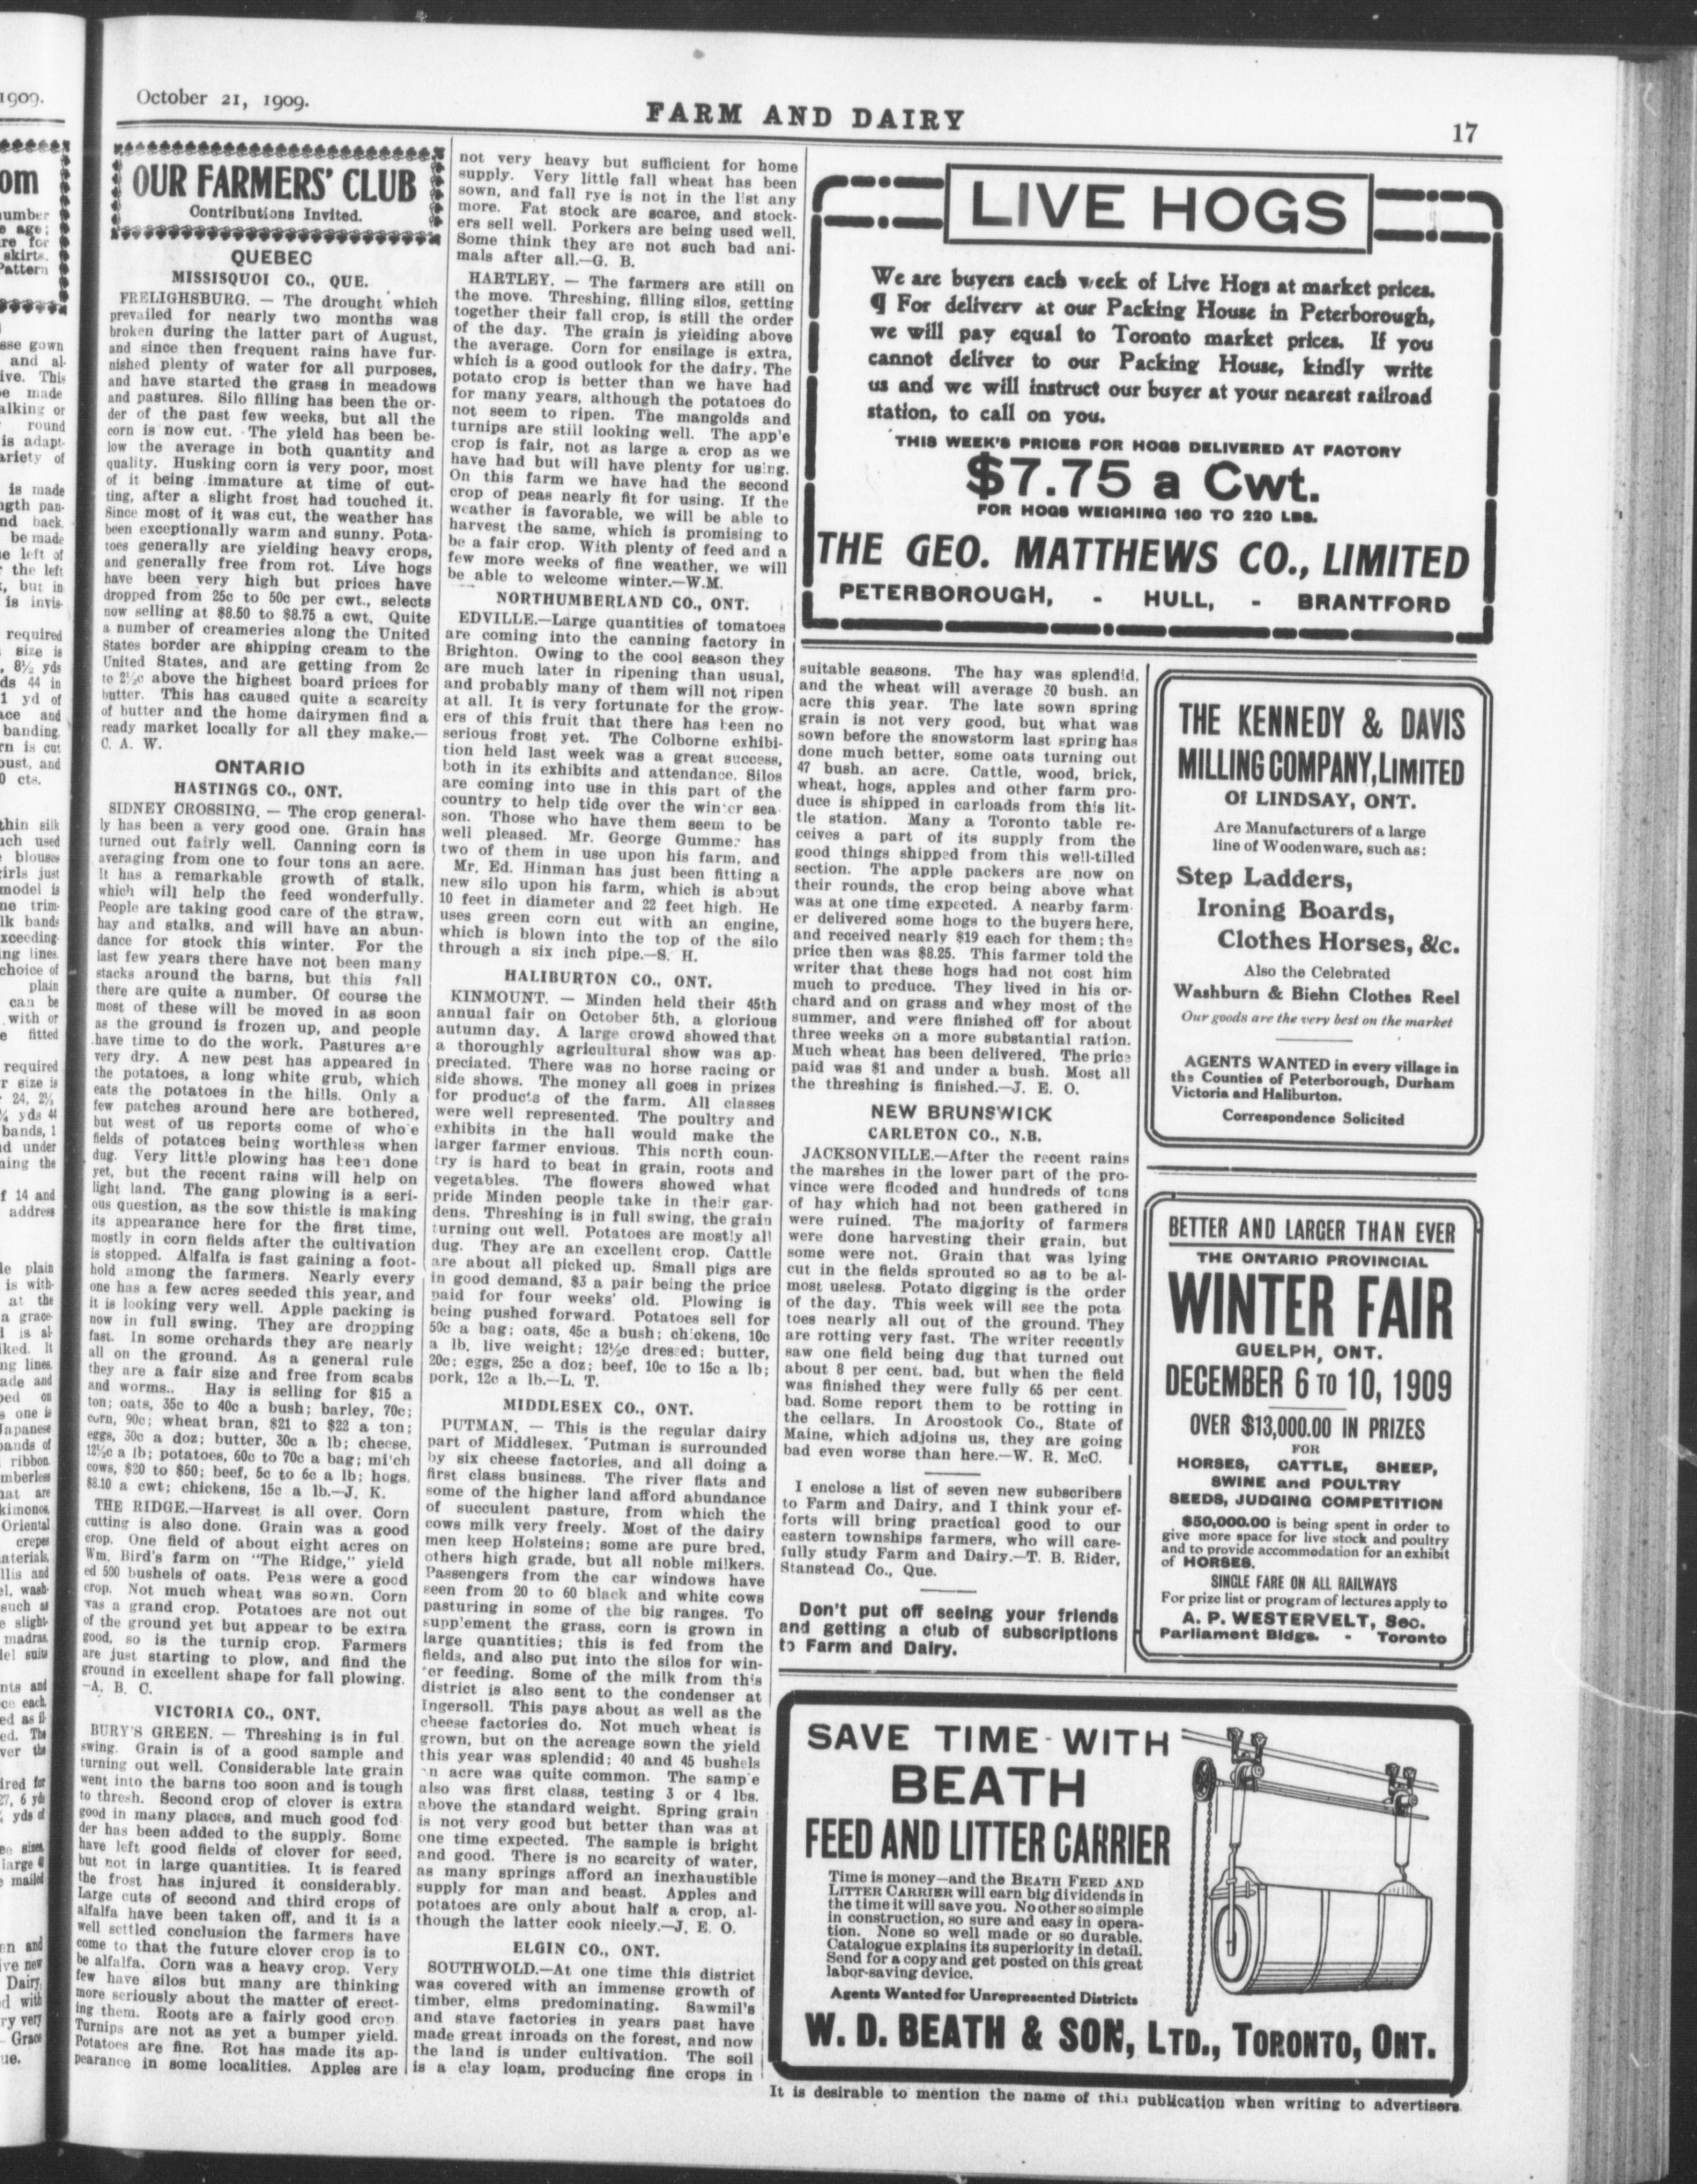 October 21, 1909.
FARM AND DAIRY
17
OUR FARMERS' CLUB
Contributions Invited.
QUEBEC
MISSISQUOI CO., QUE.
FRELIGHSBURG. — The drought which
prevailed for nearly two months was
broken during the latter part of August,
and since then frequent rains have fur-
nished plenty of water for all purposes,
and have started the grass in meadows
and pastures. Silo filling has been the or-
der of the past few weeks, but all the
corn is now cut. The yield has been be-
low the average in both quantity and
quality. Husking corn is very poor, most
of it being immature at time of cut-
ting, after a slight frost had touched it.
Since most of it was cut, the weather has
been exceptionally warm and sunny. Pota-
toes generally are yielding heavy crops,
and generally free from rot. Live hogs
have been very high but prices have
dropped from 25c to 50c per cwt., selects
now selling at $8.50 to $8.75 a cwt. Quite
a number of creameries along the United
States border are shipping cream to the
United States, and are getting from 2c
to 2½c above the highest board prices for
butter. This has caused quite a scarcity
of butter and the home dairymen find a
ready market locally for all they make.—
C. A. W.
ONTARIO
HASTINGS CO., ONT.
SIDNEY CROSSING. — The crop general-
ly has been a very good one. Grain has
turned out fairly well. Canning corn is
averaging from one to four tons an acre.
It has a remarkable growth of stalk,
which will help the feed wonderfully.
People are taking good care of the straw,
hay and stalks, and will have an abun-
dance for stock this winter. For the
last few years there have not been many
stacks around the barns, but this fall
there are quite a number. Of course the
most of these will be moved in as soon
as the ground is frozen up, and people
have time to do the work. Pastures are
very dry. A new pest has appeared in
the potatoes, a long white grub, which
eats the potatoes in the hills. Only a
few patches around here are bothered,
but west of us reports come of whole
fields of potatoes being worthless when
dug. Very little plowing has been done
yet, but the recent rains will help on
light land. The gang plowing is a seri-
ous question, as the sow thistle is making
its appearance here for the first time,
mostly in corn fields after the cultivation
is stopped. Alfalfa is fast gaining a foot-
hold among the farmers. Nearly every
one has a few acres seeded this year, and
it is looking very well. Apple packing is
now in full swing. They are dropping
fast. In some orchards they are nearly
all on the ground. As a general rule
they are a fair size and free from scabs
and worms.. Hay is selling for $15 a
ton; oats, 35c to 40c a bush; barley, 70c;
corn, 90c; wheat bran, $21 to $22 a ton;
eggs, 30c a doz; butter, 30c a lb; cheese,
12½c a lb; potatoes, 60c to 70c a bag; milch
cows, $20 to $50; beef, 5c to 6c a lb; hogs,
$8.10 a cwt; chickens, 15c a lb.—J. K.
THE RIDGE.—Harvest is all over. Corn
cutting is also done. Grain was a good
crop. One field of about eight acres on
Wm. Bird's farm on "The Ridge," yield
ed 500 bushels of oats. Peas were a good
crop. Not much wheat was sown. Corn
was a grand crop. Potatoes are not out
of the ground yet but appear to be extra
good, so is the turnip crop. Farmers
are just starting to plow, and find the
ground in excellent shape for fall plowing.
—A. B. C.
VICTORIA CO., ONT.
BURY'S GREEN. — Threshing is in ful
swing. Grain is of a good sample and
turning out well. Considerable late grain
went into the barns too soon and is tough
to thresh. Second crop of clover is extra
good in many places, and much good fod
der has been added to the supply. Some
have left good fields of clover for seed,
but not in large quantities. It is feared
the frost has injured it considerably.
Large cuts of second and third crops of
alfalfa have been taken off, and it is a
well settled conclusion the farmers have
come to that the future clover crop is to
be alfalfa. Corn was a heavy crop. Very
few have silos but many are thinking
more seriously about the matter of erect-
ing them. Roots are a fairly good crop
Turnips are not as yet a bumper yield.
Potatoes are fine. Rot has made its ap-
pearance in some localities. Apples are
not very heavy but sufficient for home
supply. Very little fall wheat has been
sown, and fall rye is not in the list any
more. Fat stock are scarce, and stock-
ers sell well. Porkers are being used well.
Some think they are not such bad ani-
mals after all.—G. B.
HARTLEY. — The farmers are still on
the move. Threshing, filling silos, getting
together their fall crop, is still the order
of the day. The grain is yielding above
the average. Corn for ensilage is extra,
which is a good outlook for the dairy. The
potato crop is better than we have had
for many years, although the potatoes do
not seem to ripen. The mangolds and
turnips are still looking well. The app'e
crop is fair, not as large a crop as we
have had but will have plenty for using.
On this farm we have had the second
crop of peas nearly fit for using. If the
weather is favorable, we will be able to
harvest the same, which is promising to
be a fair crop. With plenty of feed and a
few more weeks of fine weather, we will
be able to welcome winter.—W.M.
NORTHUMBERLAND CO., ONT.
EDVILLE.—Large quantities of tomatoes
are coming into the canning factory in
Brighton. Owing to the cool season they
are much later in ripening than usual,
and probably many of them will not ripen
at all. It is very fortunate for the grow-
ers of this fruit that there has been no
serious frost yet. The Colborne exhibi-
tion held last week was a great success,
both in its exhibits and attendance. Silos
are coming into use in this part of the
country to help tide over the winter sea
son. Those who have them seem to be
well pleased. Mr. George Gummer has
two of them in use upon his farm, and
Mr. Ed. Hinman has just been fitting a
new silo upon his farm, which is about
10 feet in diameter and 22 feet high. He
uses green corn cut with an engine,
which is blown into the top of the silo
through a six inch pipe.—S. H.
HALIBURTON CO., ONT.
KINMOUNT. — Minden held their 45th
annual fair on October 5th, a glorious
autumn day. A large crowd showed that
a thoroughly agricultural show was ap-
preciated. There was no horse racing or
side shows. The money all goes in prizes
for products of the farm. All classes
were well represented. The poultry and
exhibits in the hall would make the
larger farmer envious. This north coun-
try is hard to beat in grain, roots and
vegetables. The flowers showed what
pride Minden people take in their gar-
dens. Threshing is in full swing, the grain
turning out well. Potatoes are mostly all
dug. They are an excellent crop. Cattle
are about all picked up. Small pigs are
in good demand, $3 a pair being the price
paid for four weeks' old. Plowing is
being pushed forward. Potatoes sell for
50c a bag; oats, 45c a bush; chickens, 10c
a lb. live weight; 12½c dressed; butter,
20c; eggs, 25c a doz; beef, 10c to 15c a lb;
pork, 12c a lb.—L. T.
MIDDLESEX CO., ONT.
PUTMAN. — This is the regular dairy
part of Middlesex. Putman is surrounded
by six cheese factories, and all doing a
first class business. The river flats and
some of the higher land afford abundance
of succulent pasture, from which the
cows milk very freely. Most of the dairy
men keep Holsteins; some are pure bred,
others high grade, but all noble milkers.
Passengers from the car windows have
seen from 20 to 60 black and white cows
pasturing in some of the big ranges. To
supp'ement the grass, corn is grown in
large quantities; this is fed from the
fields, and also put into the silos for win-
ter feeding. Some of the milk from this
district is also sent to the condenser at
Ingersoll. This pays about as well as the
cheese factories do. Not much wheat is
grown, but on the acreage sown the yield
this year was splendid; 40 and 45 bushels
an acre was quite common. The samp'e
also was first class, testing 3 or 4 lbs.
above the standard weight. Spring grain
is not very good but better than was at
one time expected. The sample is bright
and good. There is no scarcity of water,
as many springs afford an inexhaustible
supply for man and beast. Apples and
potatoes are only about half a crop, al-
though the latter cook nicely.—J. E. O.
ELGIN CO., ONT.
SOUTHWOLD.—At one time this district
was covered with an immense growth of
timber, elms predominating. Sawmil's
and stave factories in years past have
made great inroads on the forest, and now
the land is under cultivation. The soil
is a clay loam, producing fine crops in
suitable seasons. The hay was splendid,
and the wheat will average 30 bush. an
acre this year. The late sown spring
grain is not very good, but what was
sown before the snowstorm last spring has
done much better, some oats turning out
47 bush. an acre. Cattle, wood, brick,
wheat, hogs, apples and other farm pro-
duce is shipped in carloads from this lit-
tle station. Many a Toronto table re-
ceives a part of its supply from the
good things shipped from this well-tilled
section. The apple packers are now on
their rounds, the crop being above what
was at one time expected. A nearby farm-
er delivered some hogs to the buyers here,
and received nearly $19 each for them; the
price then was $8.25. This farmer told the
writer that these hogs had not cost him
much to produce. They lived in his or-
chard and on grass and whey most of the
summer, and were finished off for about
three weeks on a more substantial ration.
Much wheat has been delivered. The price
paid was $1 and under a bush. Most all
the threshing is finished.—J. E. O.
NEW BRUNSWICK
CARLETON CO., N.B.
JACKSONVILLE.—After the recent rains
the marshes in the lower part of the pro-
vince were flooded and hundreds of tons
of hay which had not been gathered in
were ruined. The majority of farmers
were done harvesting their grain, but
some were not. Grain that was lying
cut in the fields sprouted so as to be al-
most useless. Potato digging is the order
of the day. This week will see the pota
toes nearly all out of the ground. They
are rotting very fast. The writer recently
saw one field being dug that turned out
about 8 per cent. bad, but when the field
was finished they were fully 65 per cent.
bad. Some report them to be rotting in
the cellars. In Aroostook Co., State of
Maine, which adjoins us, they are going
bad even worse than here.—W. R. McC.
I enclose a list of seven new subscribers
to Farm and Dairy, and I think your ef-
forts will bring practical good to our
eastern townships farmers, who will care-
fully study Farm and Dairy.—T. B. Rider,
Stanstead Co., Que.
Don't put off seeing your friends
and getting a club of subscriptions
to Farm and Dairy.
LIVE HOGS
We are buyers each week of Live Hogs at market prices.
¶ For delivery at our Packing House in Peterborough,
we will pay equal to Toronto market prices. If you
cannot deliver to our Packing House, kindly write
us and we will instruct our buyer at your nearest railroad
station, to call on you.
THIS WEEK'S PRICES FOR HOGS DELIVERED AT FACTORY
$7.75 a Cwt.
FOR HOGS WEIGHING 160 TO 220 LBS.
THE GEO. MATTHEWS CO., LIMITED
PETERBOROUGH, - HULL, - BRANTFORD
THE KENNEDY & DAVIS
MILLING COMPANY, LIMITED
Of LINDSAY, ONT.
Are Manufacturers of a large
line of Woodenware, such as:
Step Ladders,
Ironing Boards,
Clothes Horses, &c.
Also the Celebrated
Washburn & Biehn Clothes Reel
Our goods are the very best on the market
AGENTS WANTED in every village in
the Counties of Peterborough, Durham
Victoria and Haliburton.
Correspondence Solicited
BETTER AND LARGER THAN EVER
THE ONTARIO PROVINCIAL
WINTER FAIR
GUELPH, ONT.
DECEMBER 6 TO 10, 1909
OVER $13,000.00 IN PRIZES
FOR
HORSES, CATTLE, SHEEP,
SWINE and POULTRY
SEEDS, JUDGING COMPETITION
$50,000.00 is being spent in order to
give more space for live stock and poultry
and to provide accommodation for an exhibit
of HORSES.
SINGLE FARE ON ALL RAILWAYS
For prize list or program of lectures apply to
A. P. WESTERVELT, Sec.
Parliament Bldgs. - Toronto
SAVE TIME WITH
BEATH
FEED AND LITTER CARRIER
Time is money—and the BEATH FEED AND
LITTER CARRIER will earn big dividends in
the time it will save you. No other so simple
in construction, so sure and easy in opera-
tion. None so well made or so durable.
Catalogue explains its superiority in detail.
Send for a copy and get posted on this great
labor-saving device.
Agents Wanted for Unrepresented Districts
W. D. BEATH & SON, LTD., TORONTO, ONT.
It is desirable to mention the name of this publication when writing to advertisers